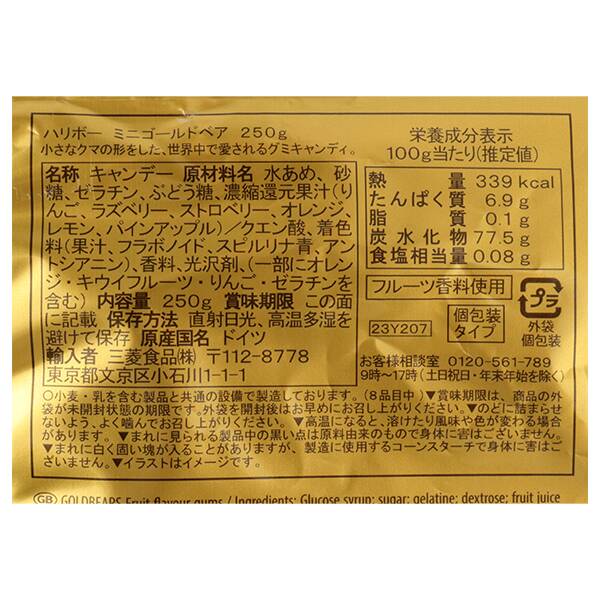 ハリボー ミニゴールドベア 250g
小さなクマの形をした、世界中で愛されるグミキャンディ。
名称 キャンデー 原材料名 水あめ、砂
糖、ゼラチン、ぶどう糖、濃縮還元果汁(り
んご、ラズベリー、ストロベリー、オレンジ、
レモン、パインアップル)/クエン酸、着色
料(果汁、フラボノイド、スピルリナ青、アン
トシアニン)、香料、光沢剤、(一部にオレン
ジ・キウイフルーツ・りんご・ゼラチンを
含む) 内容量 250g 賞味期限 この面
に記載 保存方法 直射日光、高温多湿を
避けて保存 原産国名 ドイツ
輸入者 三菱食品(株) 〒112-8778
東京都文京区小石川1-1-1
栄養成分表示
100g当たり(推定値)
熱量 339 kcal
たんぱく質 6.9g
脂質 0.1g
炭水化物 77.5g
食塩相当量 0.08g
フルーツ香料使用
23Y207
個包装
タイプ
プラ
外袋
個包装
お客様相談室 0120-561-789
9時~17時(土日祝日・年末年始を除く)
○小麦・乳を含む製品と共通の設備で製造しております。(8品目中) ▼賞味期限は、商品の外
袋が未開封状態の期限です。外袋を開封後はお早めにお召し上がりください。▼のどに詰まらせ
ないよう、よく噛んでお召し上がりください。▼高温になると、溶けたり風味や色が変わる場合
があります。▼まれに見られる製品中の黒い点は原料由来のもので身体に害はございません。
▼まれに白く固い塊が入ることがありますが、製造に使用するコーンスターチで身体に害はご
ざいません。▼イラストはイメージです。
GB GOLDBEARS Fruit flavour gums / Ingredients: Glucose syrup; sugar; gelatine; dextrose; fruit juice